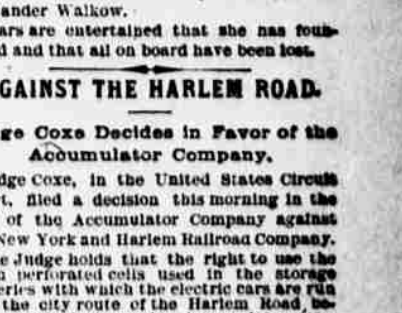 ander Walkow.
ars are entertained that she has foun-
d and that all on board have been lost.
GAINST THE HARLEM ROAD.
ge Coxe Decides in Favor of the
Accumulator Company.
dge Coxe, in the United States Circuit
t, filed a decision this morning in the
of the Accumulator Company against
New York and Harlem Railroad Company.
e Judge holds that the right to use the
perforated cells used in the storage
eries with which the electric cars are run
the city route of the Harlem Road, be-